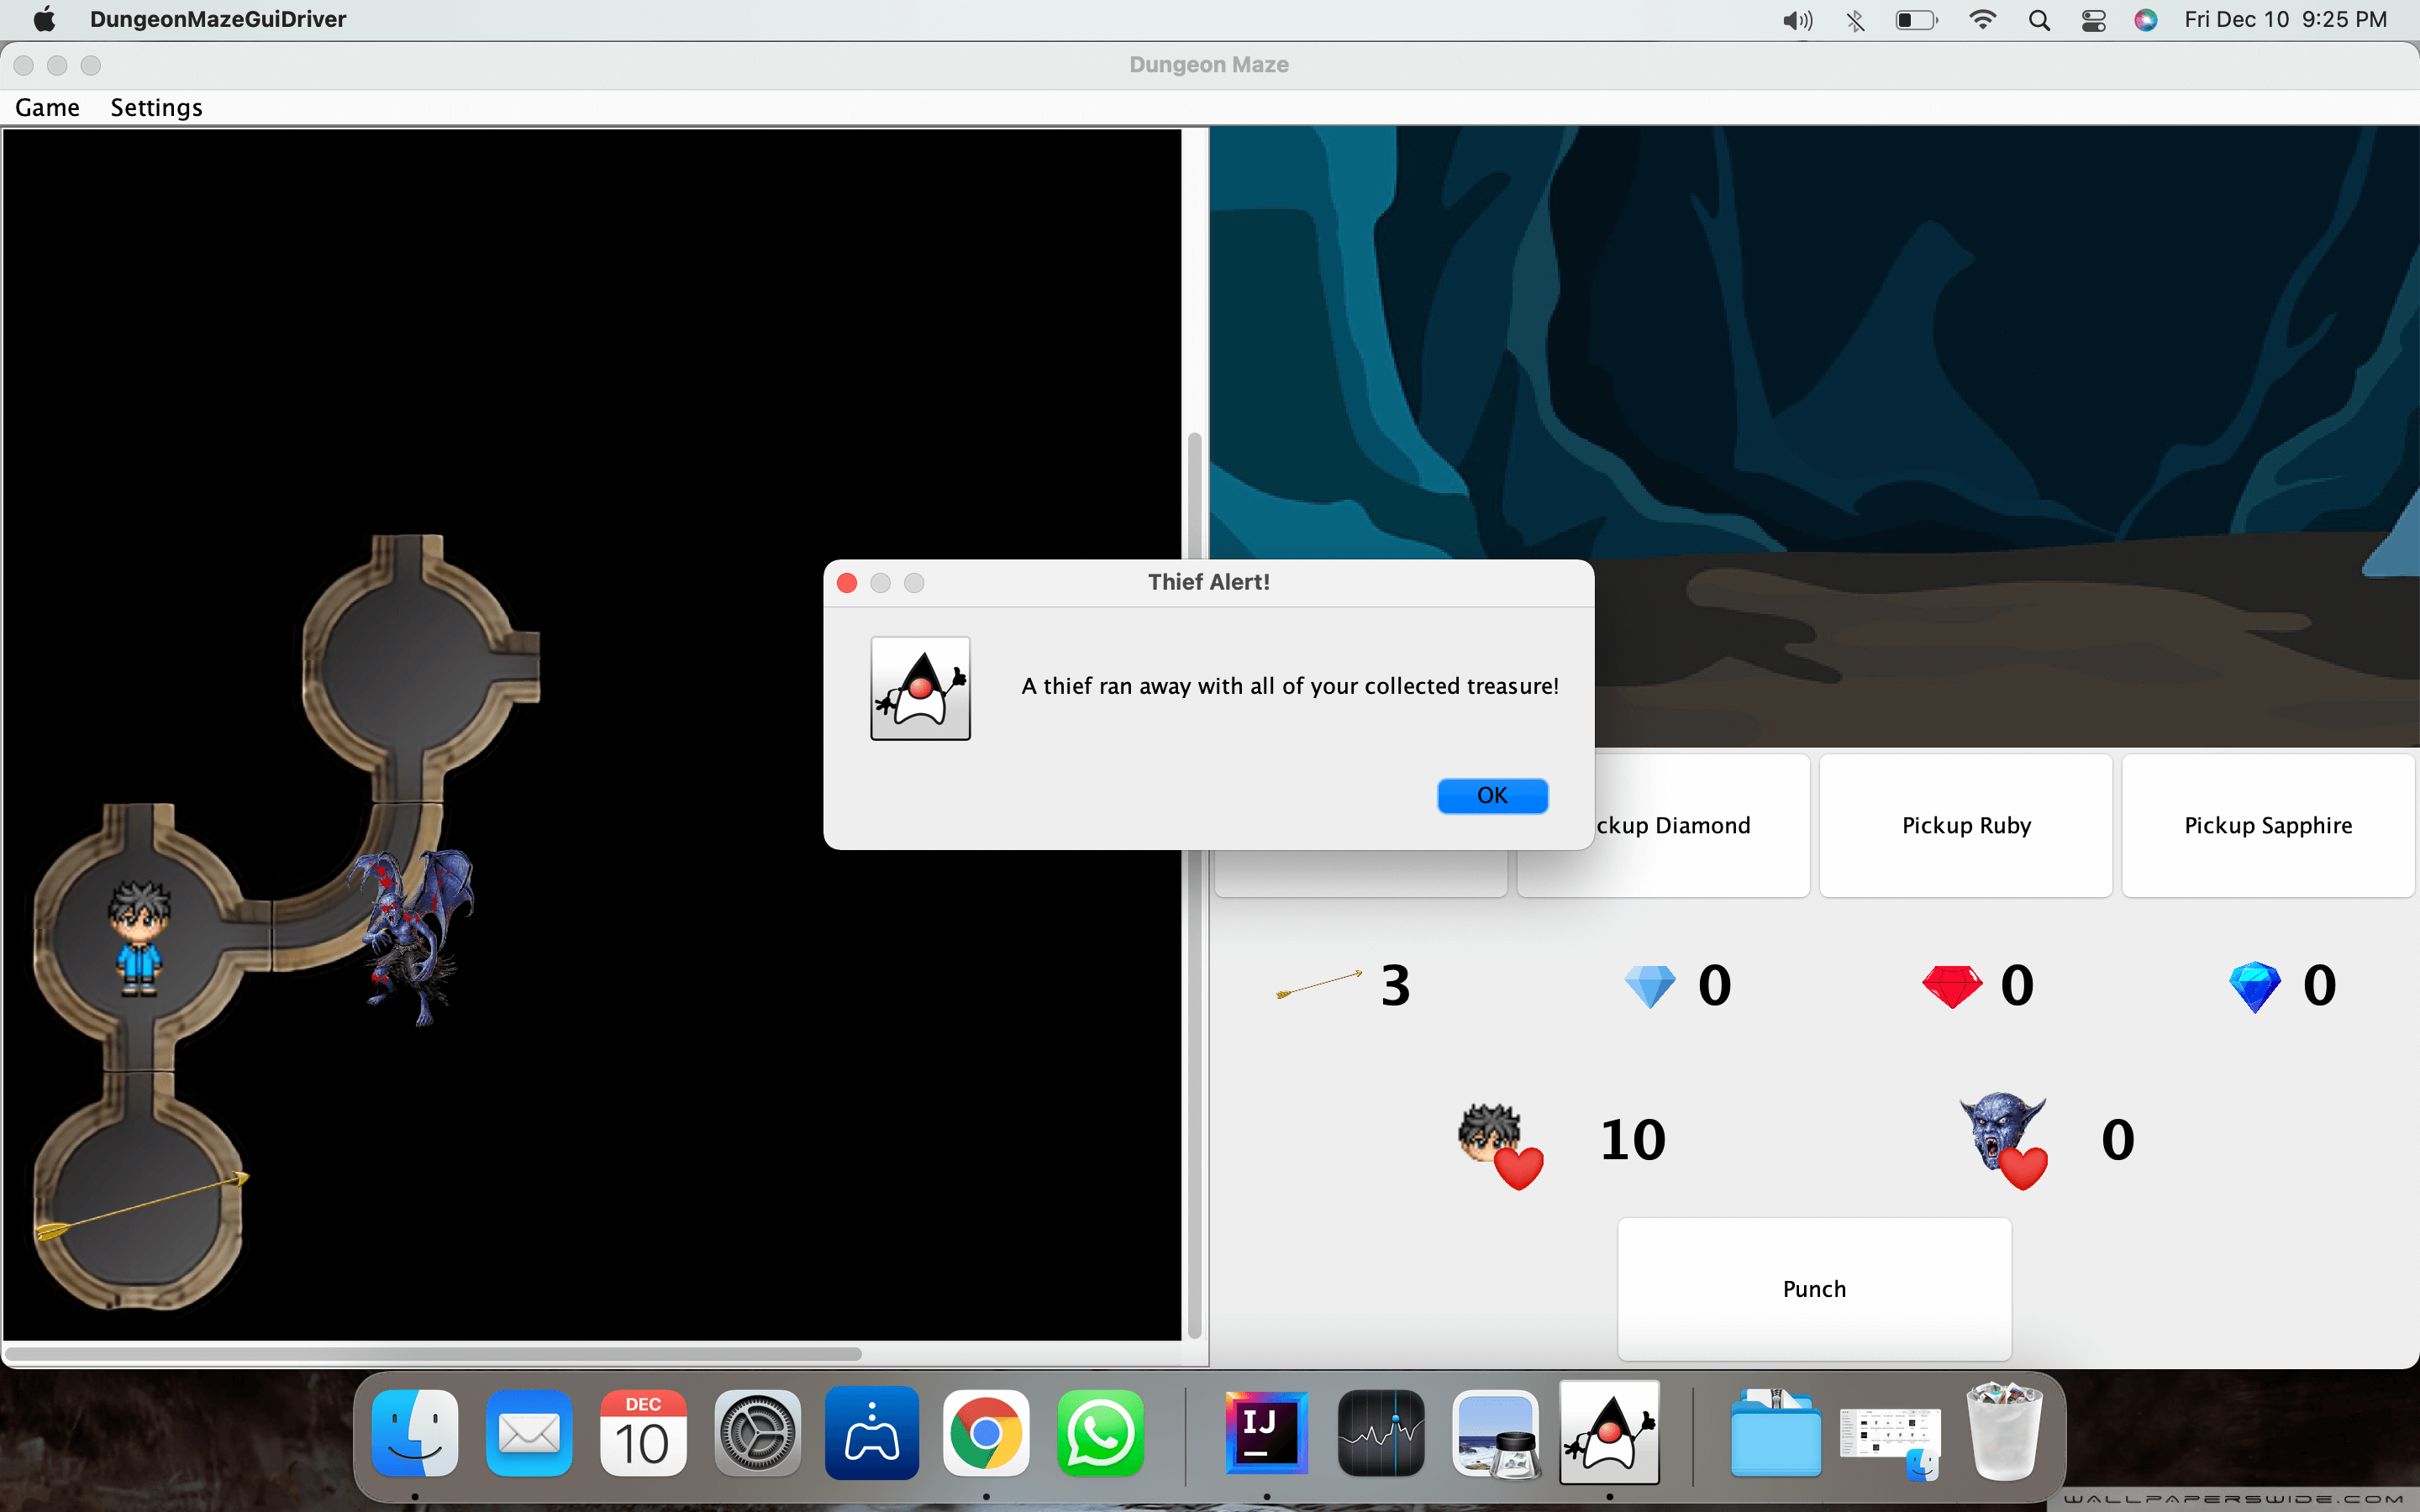 DungeonMazeGuiDriver
Fri Dec 10 9:25 PM
Dungeon Maze
Game Settings
Thief Alert!
A thief ran away with all of your collected treasure!
OK
ckup Diamond
Pickup Ruby
Pickup Sapphire
3
0
0
0
10
0
Punch
DEC
10
IJ
WALLPAPERSWIDE.COM